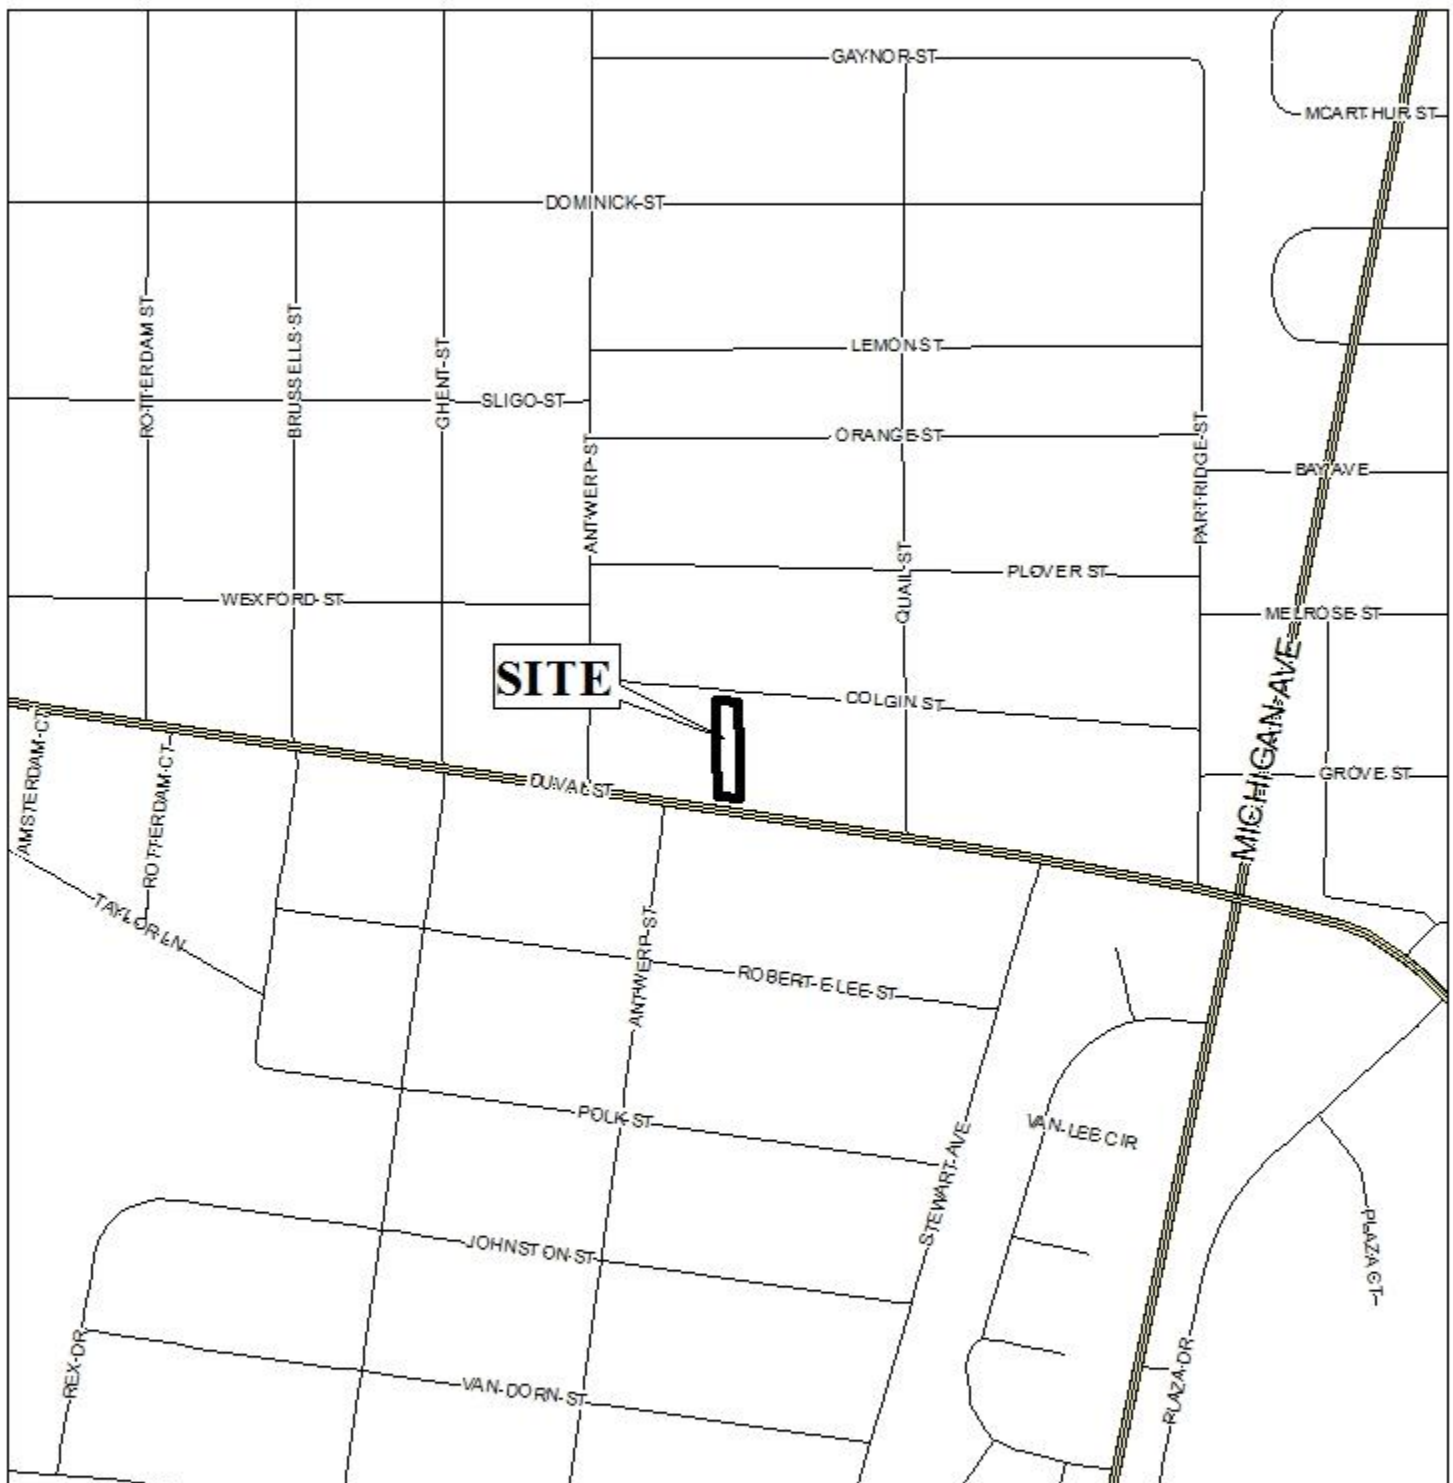 GAYNOR ST
MCARTHUR ST
DOMINICK ST
ROTTERDAM ST
BRUSSELLS ST
GHENT ST
LEMON ST
SLIGO ST
ORANGE ST
ANTWERP ST
PARTRIDGE ST
BAY AVE
QUAIL ST
PLOVER ST
WEXFORD ST
MELROSE ST
SITE
COLGIN ST
MICHIGAN AVE
AMSTERDAM CT
ROTTERDAM CT
DUVAL ST
GROVE ST
TAYLOR LN
ANTWERP ST
ROBERT E LEE ST
POLK ST
STEWART AVE
VAN LEE CIR
JOHNSTON ST
PLAZA CT
REX DR
VAN DORN ST
PLAZA DR